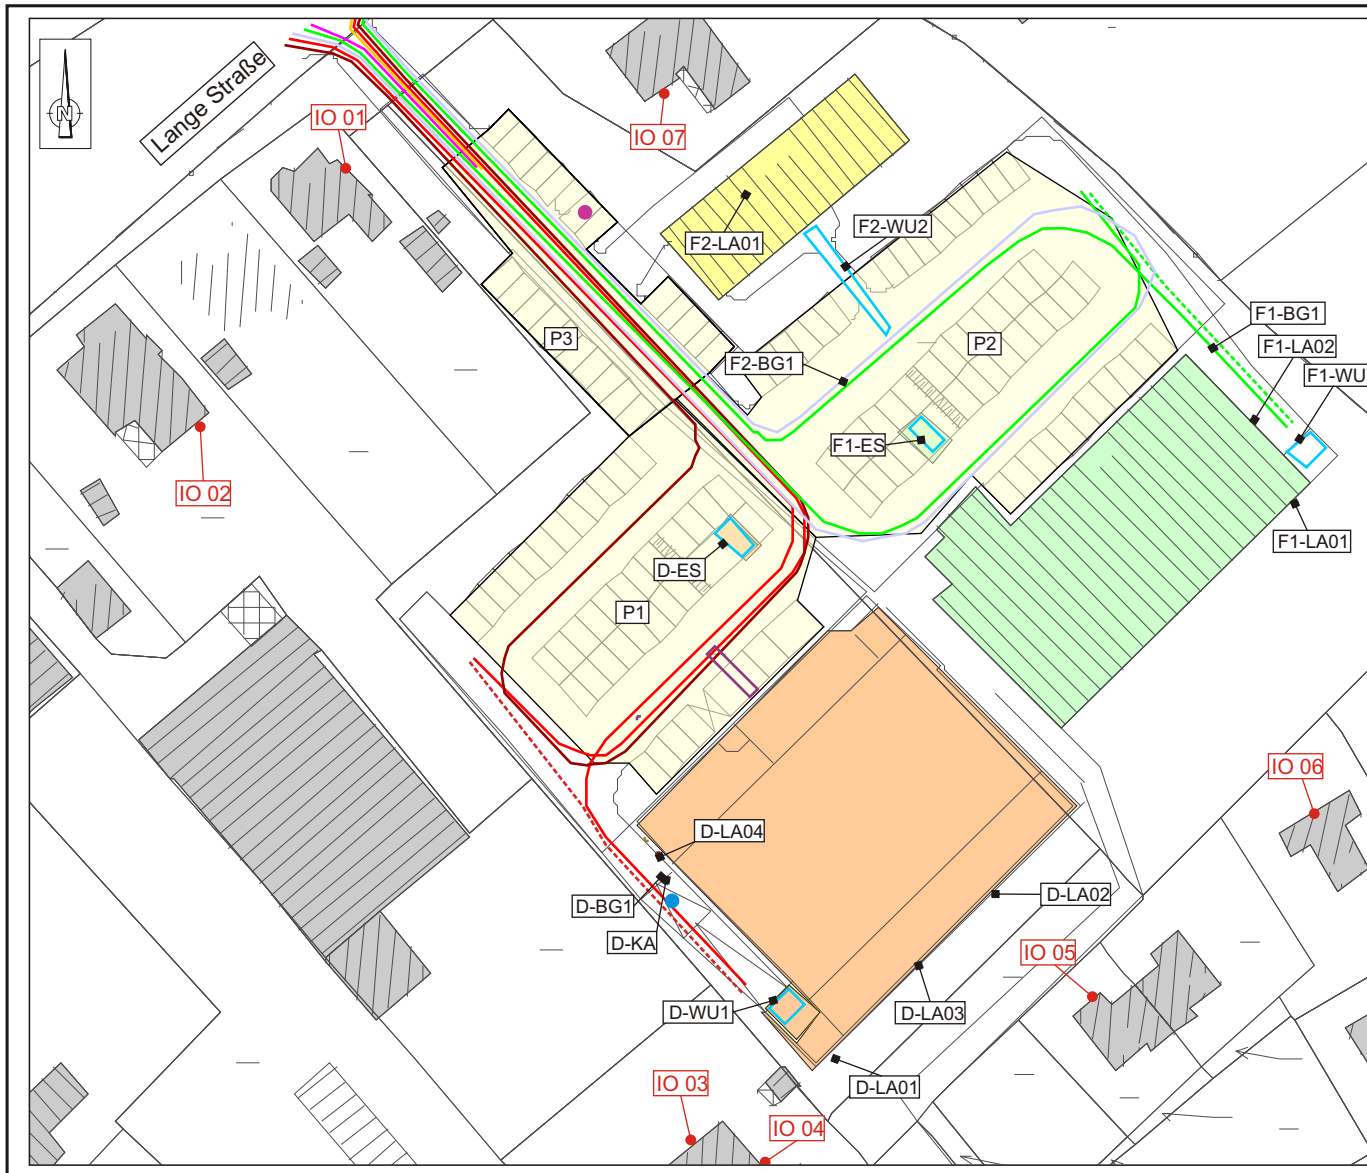 N
Lange Straße
IO 01
IO 07
F2-LA01
F2-WU2
P3
F2-BG1
P2
F1-BG1
F1-LA02
F1-WU
F1-ES
IO 02
F1-LA01
D-ES
P1
IO 06
D-LA04
D-BG1
D-KA
D-LA02
IO 05
D-WU1
D-LA03
IO 03
D-LA01
IO 04